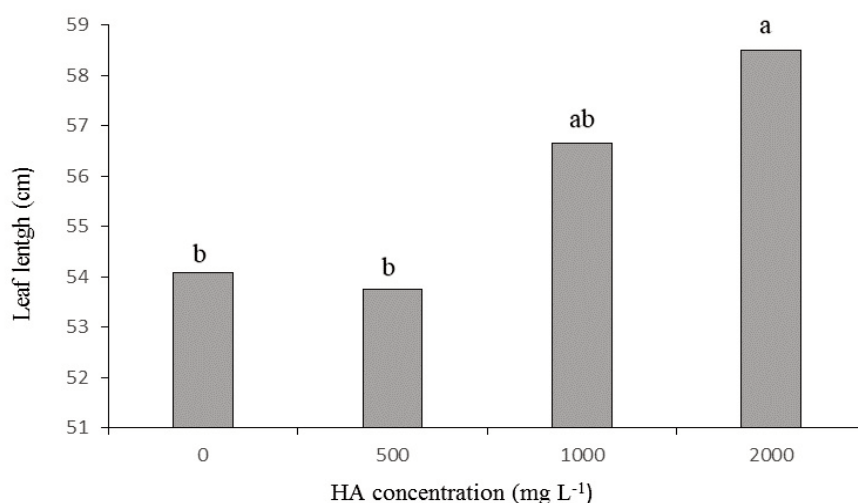 59
58
57
56
55
54
53
52
51
Leaf lentgh (cm)
b
b
ab
a
0 500 1000 2000
HA concentration (mg L-1)